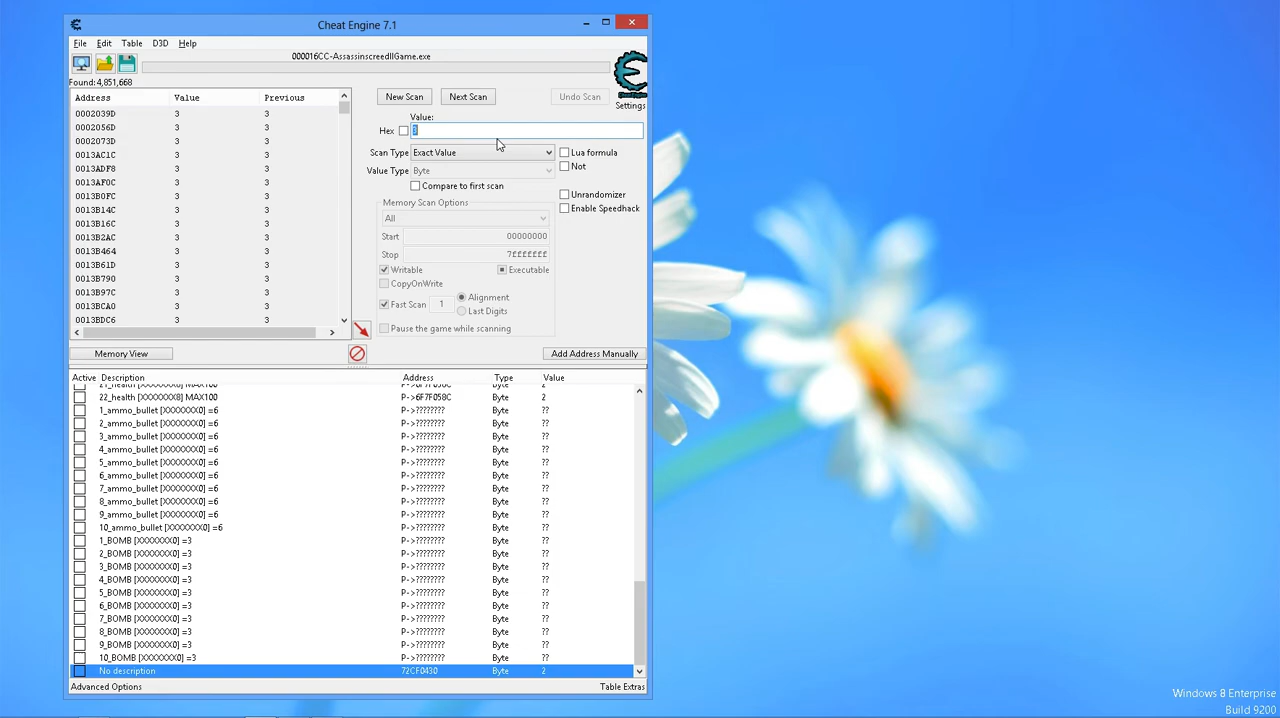 Cheat Engine 7.1
File Edit Table D3D Help
000016CC-AssassinscreedIIGame.exe
Found: 4,851,668
Settings
Address Value Previous
0002039D 3 3
0002056D 3 3
0002073D 3 3
0013AC1C 3 3
0013ADF8 3 3
0013AF0C 3 3
0013B0FC 3 3
0013B14C 3 3
0013B16C 3 3
0013B2AC 3 3
0013B464 3 3
0013B61D 3 3
0013B790 3 3
0013B97C 3 3
0013BCA0 3 3
0013BDC6 3 3
New Scan Next Scan Undo Scan
Value:
Hex 3
Scan Type Exact Value
Lua formula
Not
Value Type Byte
Compare to first scan
Unrandomizer
Enable Speedhack
Memory Scan Options
All
Start 00000000
Stop 7fffffff
Writable Executable
CopyOnWrite
Fast Scan 1 Alignment
Last Digits
Pause the game while scanning
Memory View Add Address Manually
Active Description Address Type Value
21_health [XXXXXXX8] MAX100 P->6F7F058C Byte 2
22_health [XXXXXXX8] MAX100 P->6F7F058C Byte 2
1_ammo_bullet [XXXXXXX0] =6 P->???????? Byte ??
2_ammo_bullet [XXXXXXX0] =6 P->???????? Byte ??
3_ammo_bullet [XXXXXXX0] =6 P->???????? Byte ??
4_ammo_bullet [XXXXXXX0] =6 P->???????? Byte ??
5_ammo_bullet [XXXXXXX0] =6 P->???????? Byte ??
6_ammo_bullet [XXXXXXX0] =6 P->???????? Byte ??
7_ammo_bullet [XXXXXXX0] =6 P->???????? Byte ??
8_ammo_bullet [XXXXXXX0] =6 P->???????? Byte ??
9_ammo_bullet [XXXXXXX0] =6 P->???????? Byte ??
10_ammo_bullet [XXXXXXX0] =6 P->???????? Byte ??
1_BOMB [XXXXXXX0] =3 P->???????? Byte ??
2_BOMB [XXXXXXX0] =3 P->???????? Byte ??
3_BOMB [XXXXXXX0] =3 P->???????? Byte ??
4_BOMB [XXXXXXX0] =3 P->???????? Byte ??
5_BOMB [XXXXXXX0] =3 P->???????? Byte ??
6_BOMB [XXXXXXX0] =3 P->???????? Byte ??
7_BOMB [XXXXXXX0] =3 P->???????? Byte ??
8_BOMB [XXXXXXX0] =3 P->???????? Byte ??
9_BOMB [XXXXXXX0] =3 P->???????? Byte ??
10_BOMB [XXXXXXX0] =3 P->???????? Byte ??
No description 72CF0430 Byte 2
Advanced Options Table Extras
Windows 8 Enterprise
Build 9200